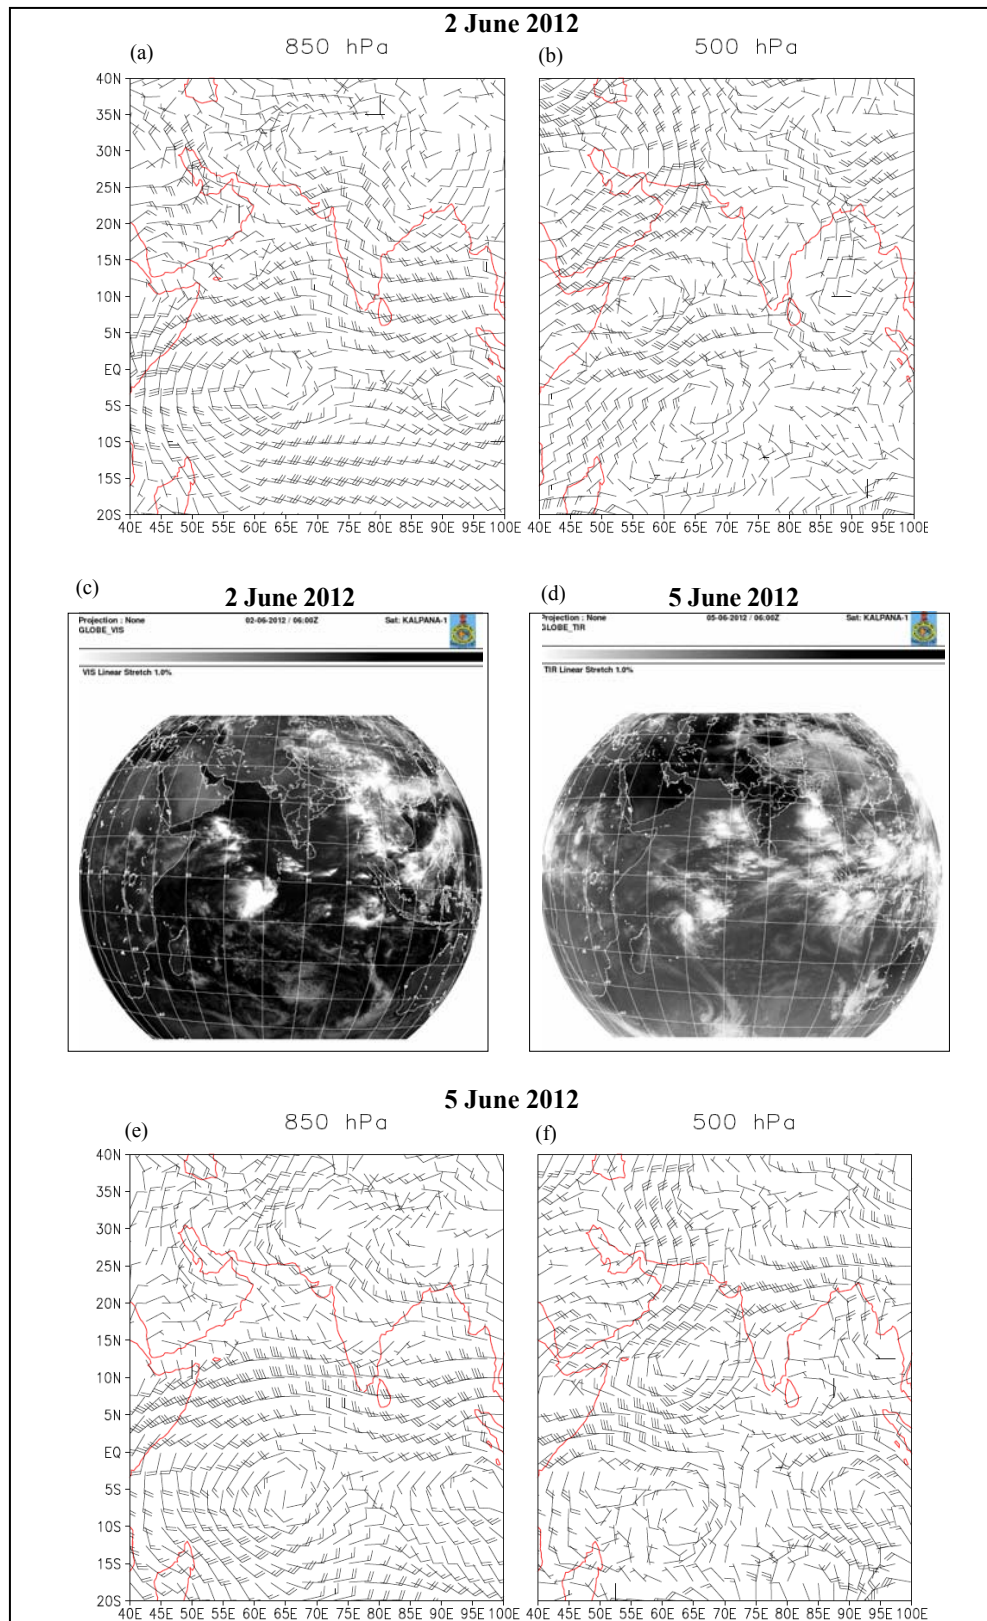 2 June 2012
(a) 850 hPa (b) 500 hPa
40N
35N
30N
25N
20N
15N
10N
5N
EQ
5S
10S
15S
20S
40E 45E 50E 55E 60E 65E 70E 75E 80E 85E 90E 95E 100E 40E 45E 50E 55E 60E 65E 70E 75E 80E 85E 90E 95E 100E
(c) 2 June 2012 (d) 5 June 2012
Projection : None 02-06-2012 / 06:00Z Sat: KALPANA-1
GLOBE_VIS
VIS Linear Stretch 1.0%
Projection : None 05-06-2012 / 06:00Z Sat: KALPANA-1
GLOBE_TIR
TIR Linear Stretch 1.0%
5 June 2012
(e) 850 hPa (f) 500 hPa
40N
35N
30N
25N
20N
15N
10N
5N
EQ
5S
10S
15S
20S
40E 45E 50E 55E 60E 65E 70E 75E 80E 85E 90E 95E 100E 40E 45E 50E 55E 60E 65E 70E 75E 80E 85E 90E 95E 100E